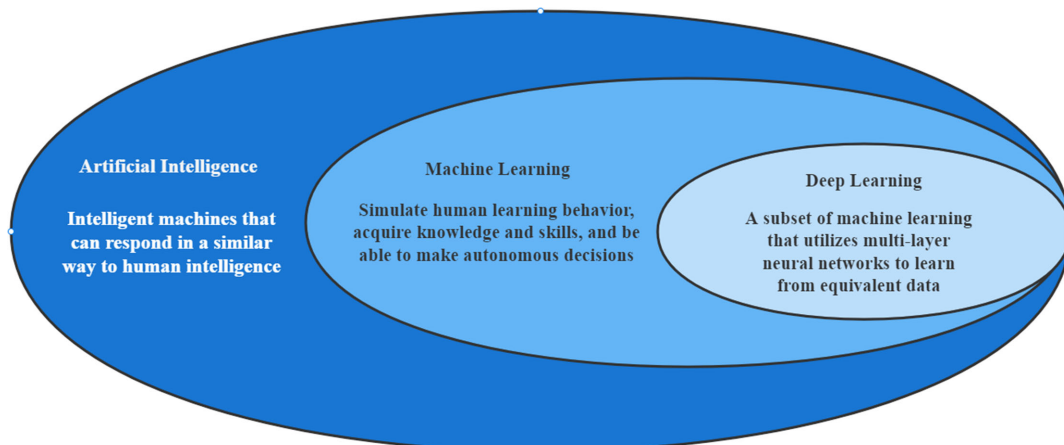 Artificial Intelligence
Intelligent machines that
can respond in a similar
way to human intelligence
Machine Learning
Simulate human learning behavior,
acquire knowledge and skills, and be
able to make autonomous decisions
Deep Learning
A subset of machine learning
that utilizes multi-layer
neural networks to learn
from equivalent data